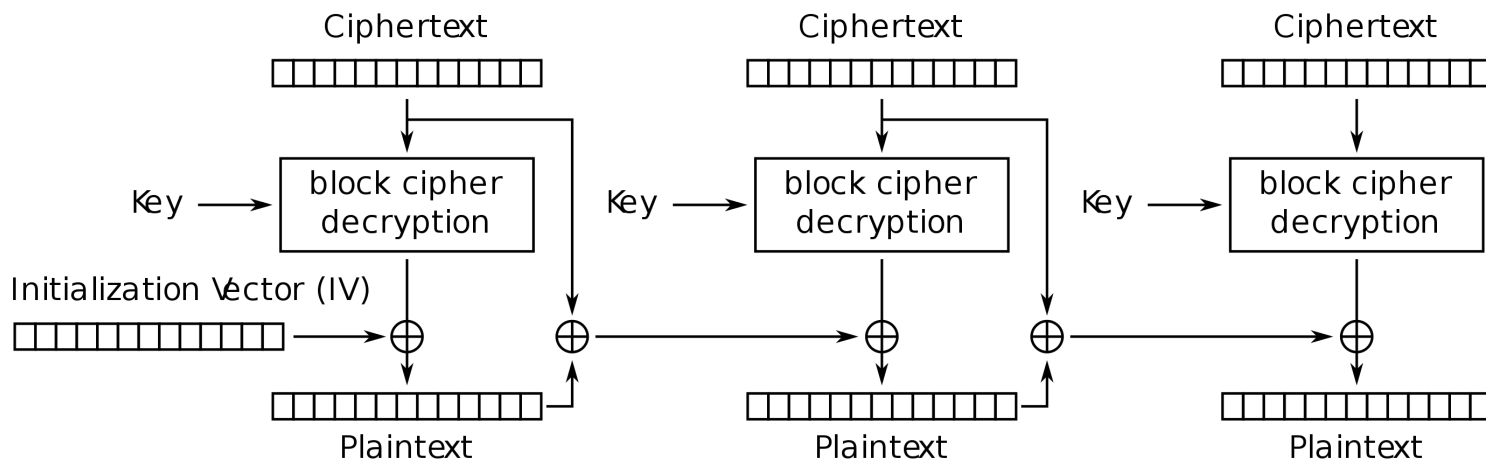 Ciphertext
Ciphertext
Ciphertext
block cipher
decryption
block cipher
decryption
block cipher
decryption
Key
Key
Key
Initialization Vector (IV)
Plaintext
Plaintext
Plaintext